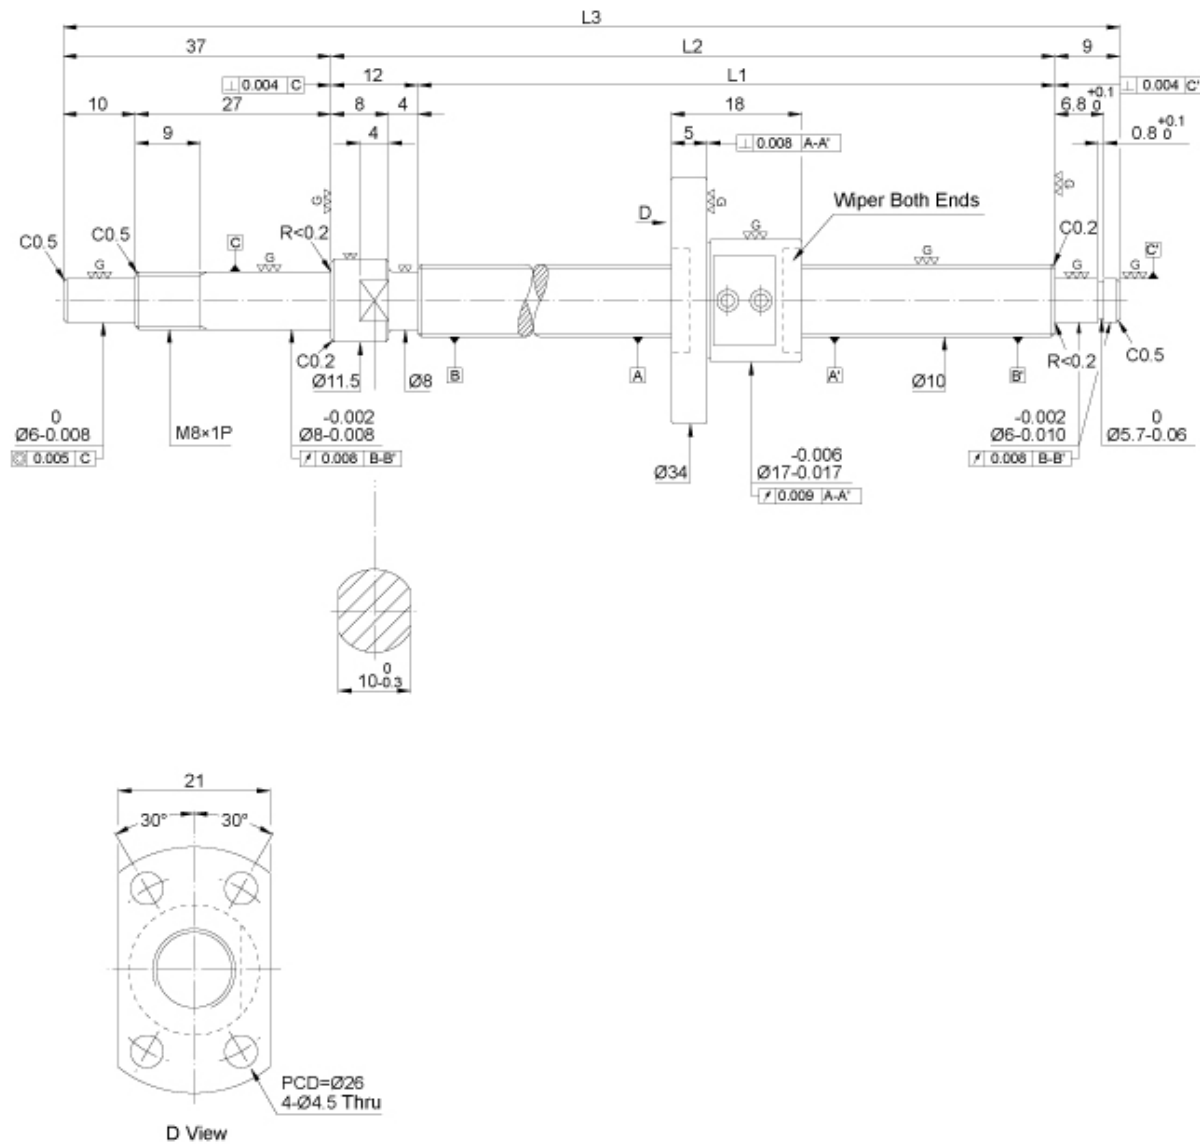 L3
37
L2
9
⊥ 0.004 C
12
L1
⊥ 0.004 C'
10
27
8
4
18
6.8 +0.1 0
9
4
5
⊥ 0.008 A-A'
0.8 +0.1 0
G
G
G
D
Wiper Both Ends
C0.5
C0.5
C
G
R<0.2
G
G
C0.2
G
C'
G
G
C0.2
Ø11.5
Ø8
B
A
A'
Ø10
B'
R<0.2
C0.5
0
Ø6-0.008
◎ 0.005 C
M8×1P
-0.002
Ø8-0.008
↗ 0.008 B-B'
Ø34
-0.006
Ø17-0.017
↗ 0.009 A-A'
-0.002
Ø6-0.010
↗ 0.008 B-B'
0
Ø5.7-0.06
10 0 -0.3
21
30°
30°
PCD=Ø26
4-Ø4.5 Thru
D View